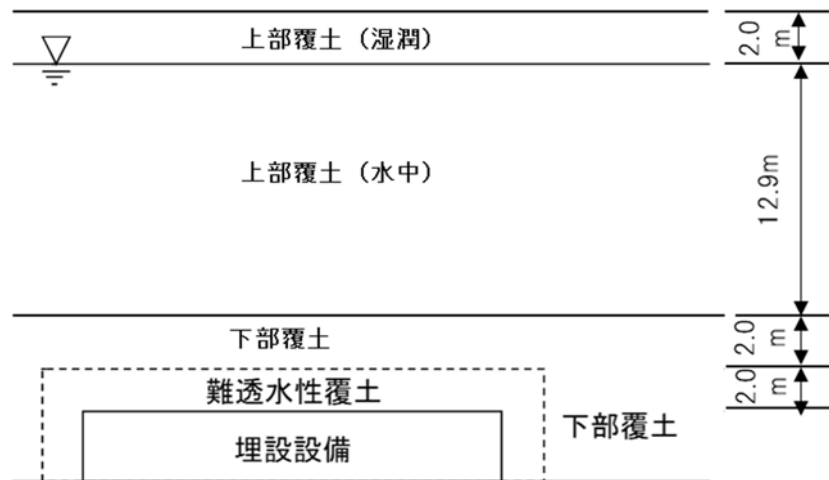 上部覆土（湿潤）
2.0
m
上部覆土（水中）
12.9m
下部覆土
2.0
m
難透水性覆土
2.0
m
下部覆土
埋設設備